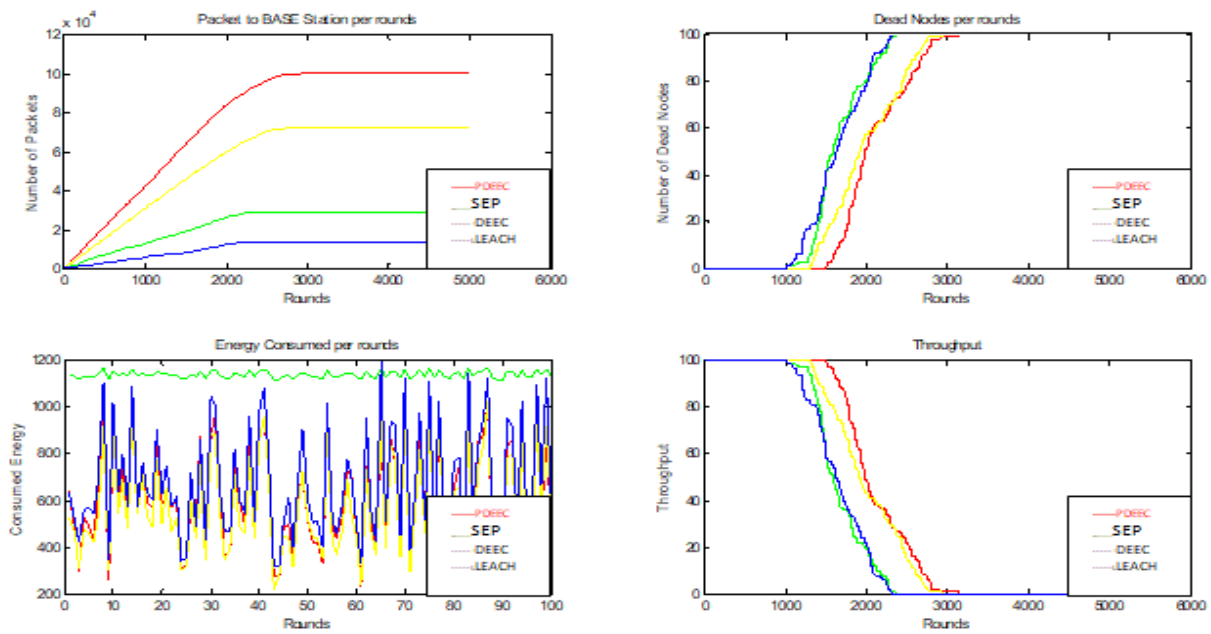 Packet to BASE Station per rounds
x 10⁴
12
10
8
6
4
2
0
Number of Packets
0 1000 2000 3000 4000 5000 6000
Rounds
PDEEC
SEP
DEEC
LEACH
Dead Nodes per rounds
100
80
60
40
20
0
Number of Dead Nodes
0 1000 2000 3000 4000 5000 6000
Rounds
PDEEC
SEP
DEEC
LEACH
Energy Consumed per rounds
1200
1000
800
600
400
200
Consumed Energy
0 10 20 30 40 50 60 70 80 90 100
Rounds
PDEEC
SEP
DEEC
LEACH
Throughput
100
80
60
40
20
0
Throughput
0 1000 2000 3000 4000 5000 6000
Rounds
PDEEC
SEP
DEEC
LEACH